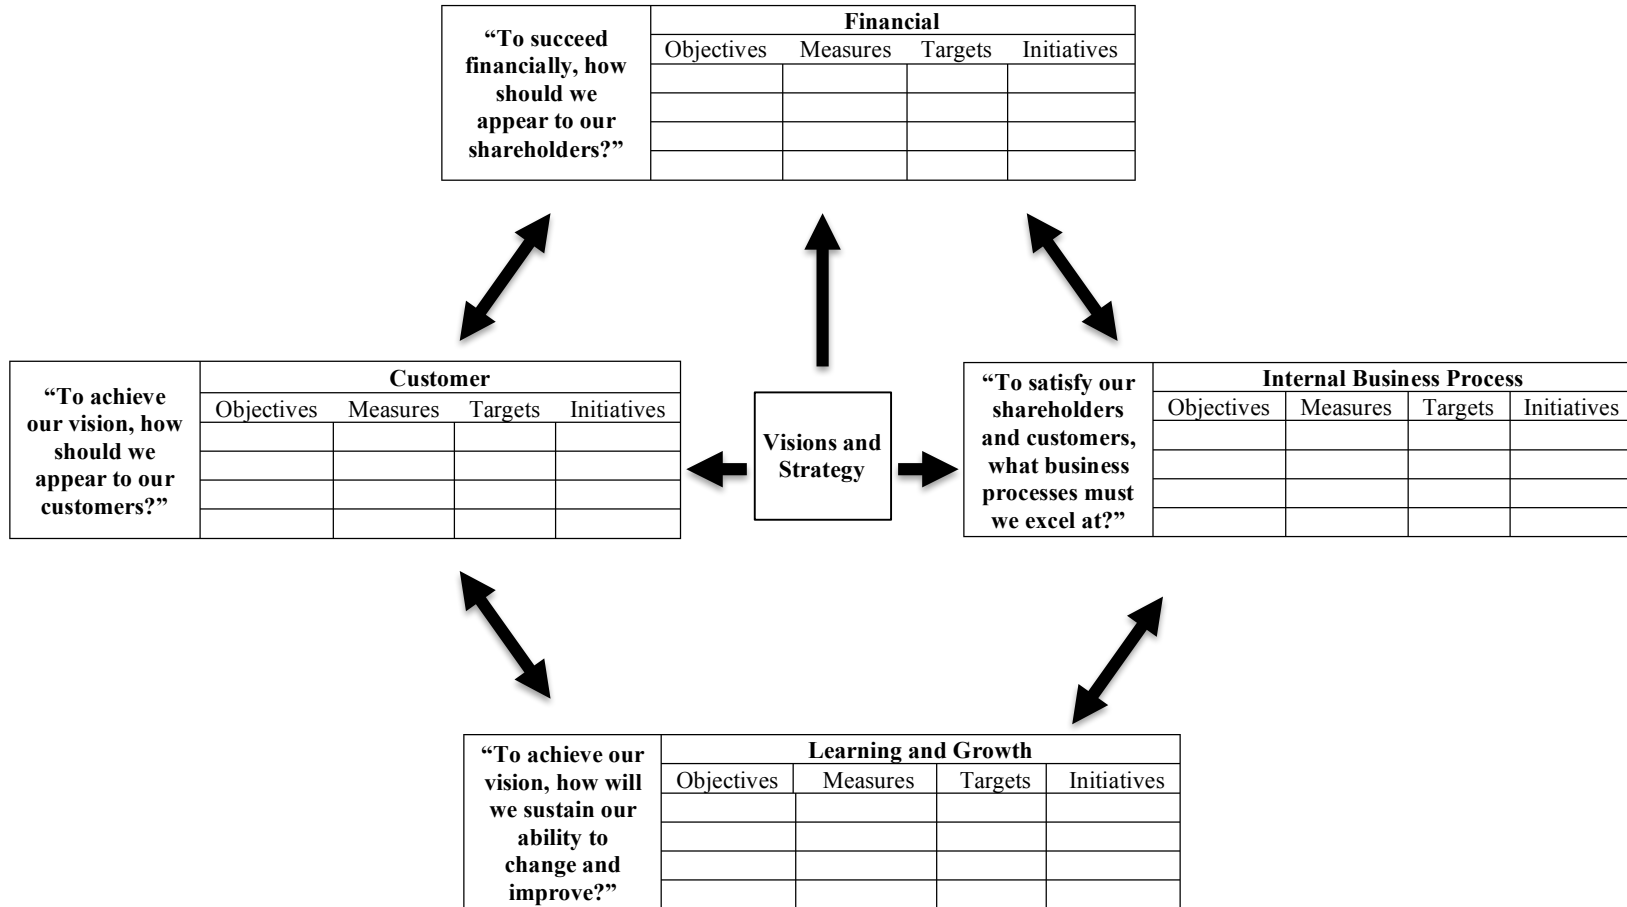 “To succeed
financially, how
should we
appear to our
shareholders?”
Financial
Objectives Measures Targets Initiatives
“To achieve
our vision, how
should we
appear to our
customers?”
Customer
Objectives Measures Targets Initiatives
Visions and
Strategy
“To satisfy our
shareholders
and customers,
what business
processes must
we excel at?”
Internal Business Process
Objectives Measures Targets Initiatives
“To achieve our
vision, how will
we sustain our
ability to
change and
improve?”
Learning and Growth
Objectives Measures Targets Initiatives